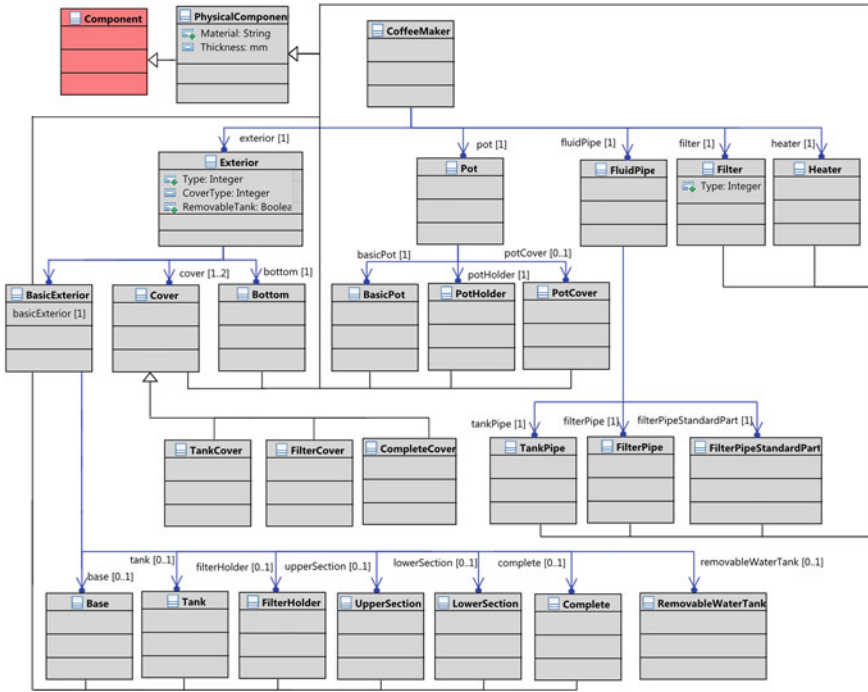 Component
PhysicalComponen
Material: String
Thickness: mm
CoffeeMaker
exterior [1]
pot [1]
fluidPipe [1]
filter [1]
heater [1]
Exterior
Type: Integer
CoverType: Integer
RemovableTank: Boolea
Pot
FluidPipe
Filter
Type: Integer
Heater
cover [1..2]
bottom [1]
basicPot [1]
potCover [0..1]
potHolder [1]
BasicExterior
basicExterior [1]
Cover
Bottom
BasicPot
PotHolder
PotCover
tankPipe [1]
filterPipe [1]
filterPipeStandardPart [1]
TankCover
FilterCover
CompleteCover
TankPipe
FilterPipe
FilterPipeStandardPart
base [0..1]
tank [0..1]
filterHolder [0..1]
upperSection [0..1]
lowerSection [0..1]
complete [0..1]
removableWaterTank [0..1]
Base
Tank
FilterHolder
UpperSection
LowerSection
Complete
RemovableWaterTank